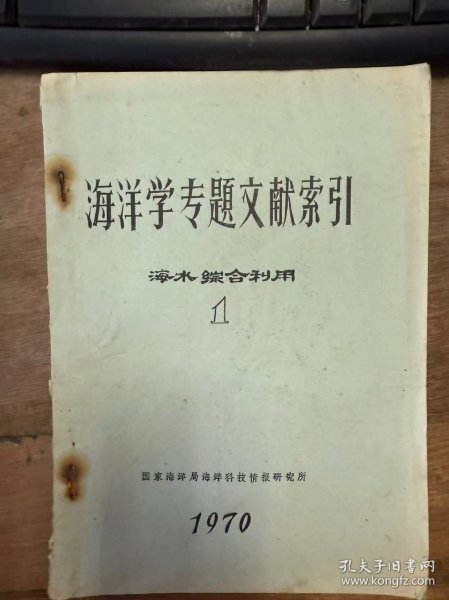 海洋学专题文献索引
海水综合利用
1
国家海洋局海洋科技情报研究所
1970
孔夫子旧书网
www.kongfz.com